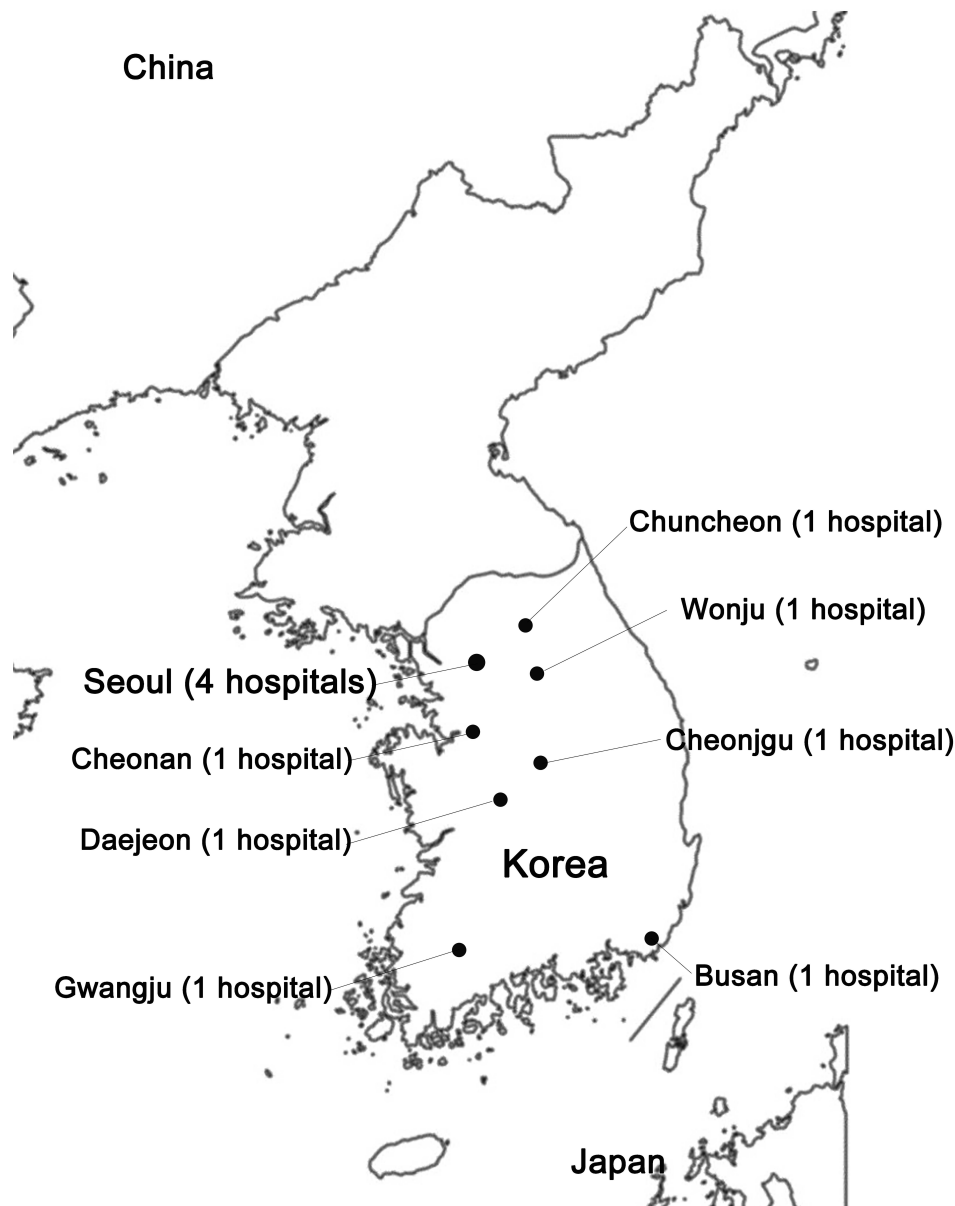 China
Chuncheon (1 hospital)
Wonju (1 hospital)
Seoul (4 hospitals)
Cheonjgu (1 hospital)
Cheonan (1 hospital)
Daejeon (1 hospital)
Korea
Busan (1 hospital)
Gwangju (1 hospital)
Japan